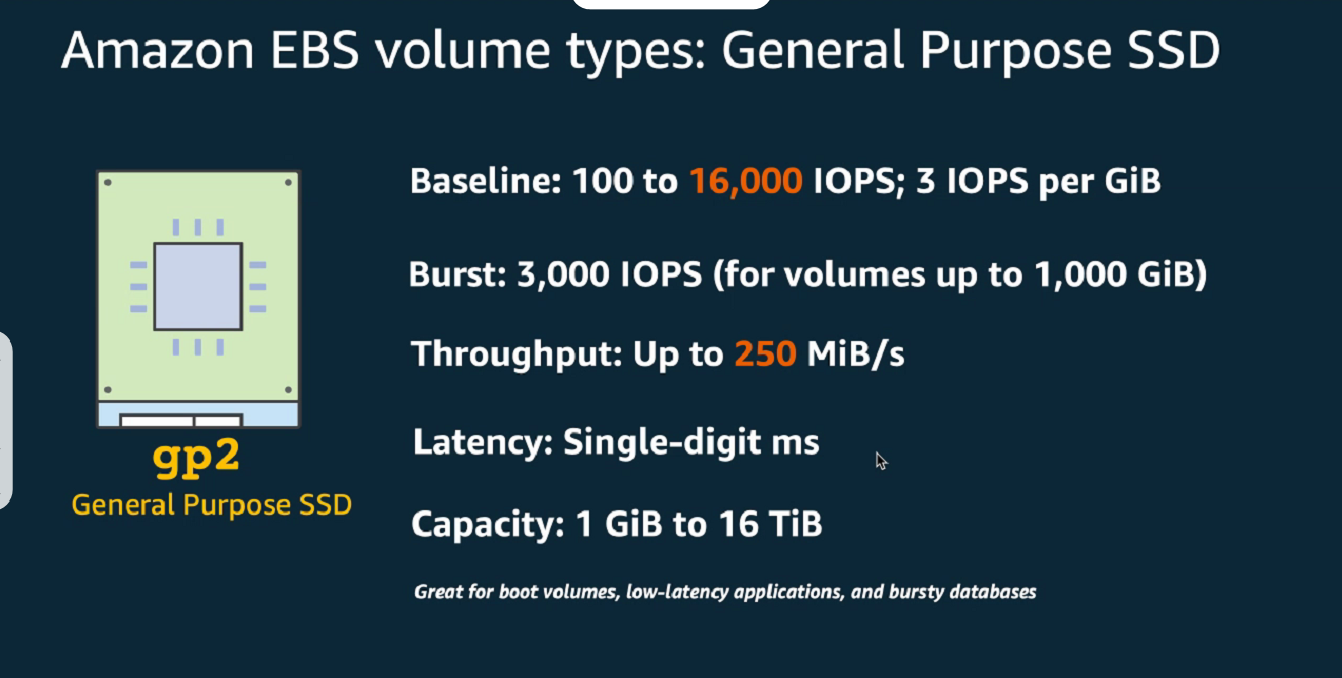 Amazon EBS volume types: General Purpose SSD
Baseline: 100 to 16,000 IOPS; 3 IOPS per GiB
Burst: 3,000 IOPS (for volumes up to 1,000 GiB)
Throughput: Up to 250 MiB/s
Latency: Single-digit ms
Capacity: 1 GiB to 16 TiB
Great for boot volumes, low-latency applications, and bursty databases
gp2
General Purpose SSD